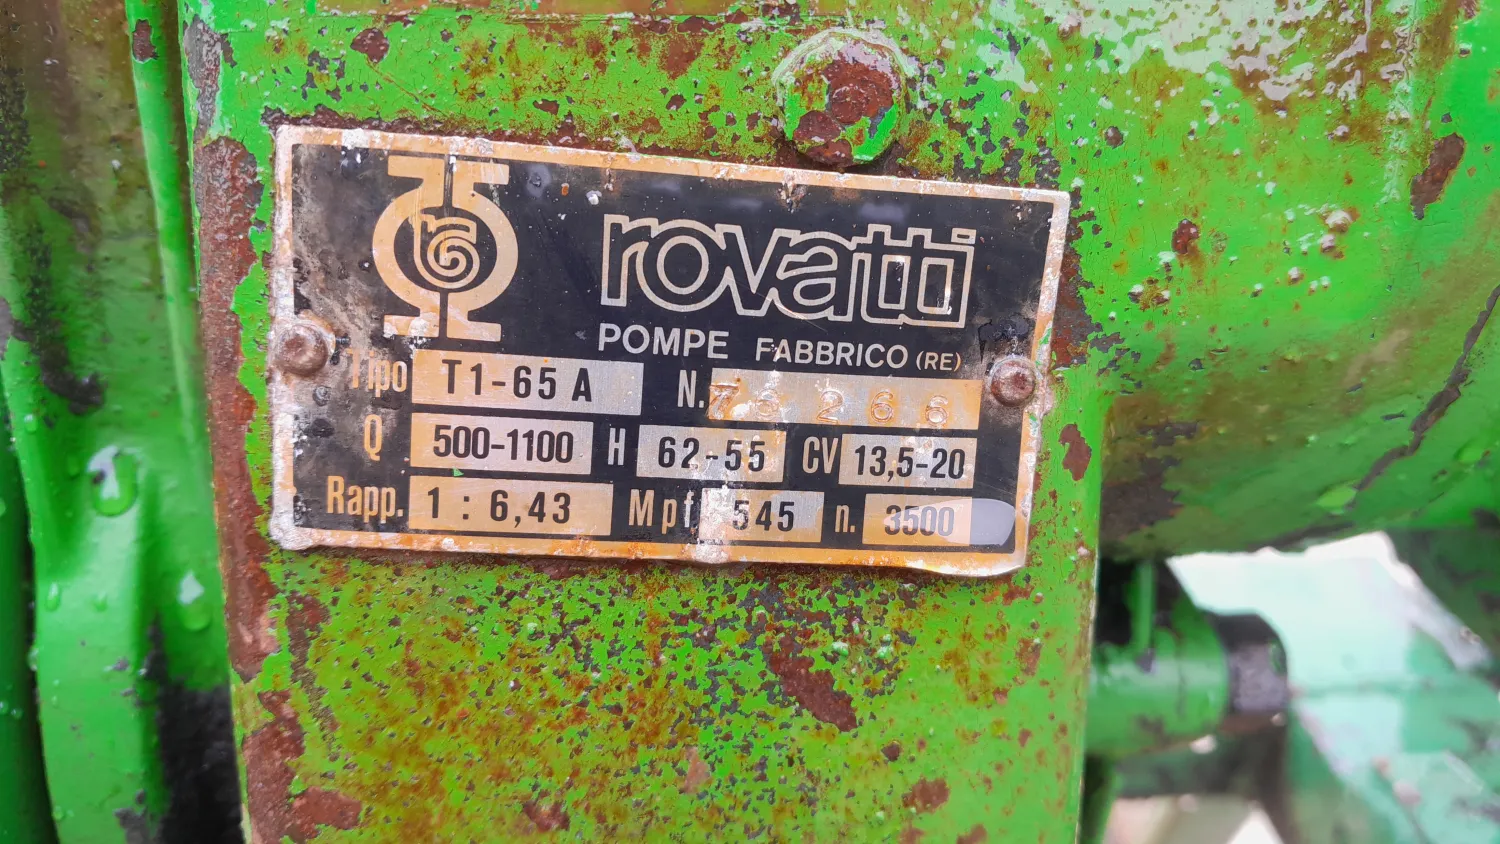 rovatti
POMPE FABBRICO (RE)
Tipo T1-65 A N. 73266
Q 500-1100 H 62-55 CV 13,5-20
Rapp. 1 : 6,43 Mpf 545 n. 3500